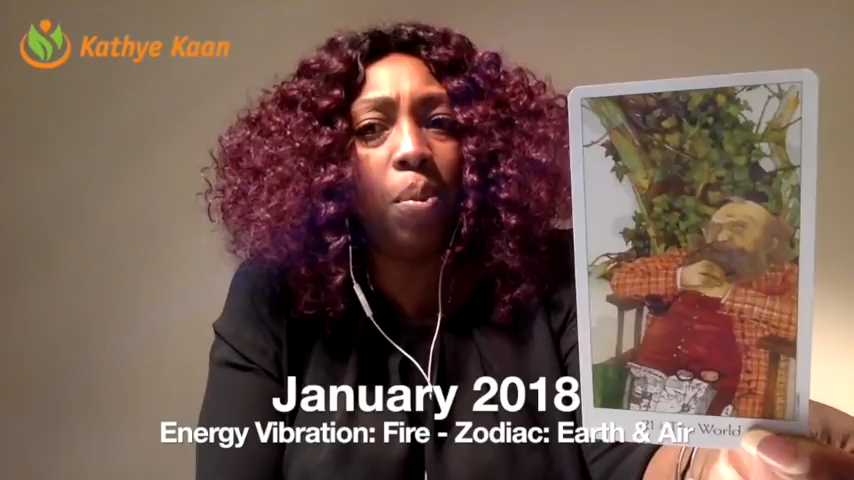 Kathye Kaan
January 2018
Energy Vibration: Fire - Zodiac: Earth & Air
World